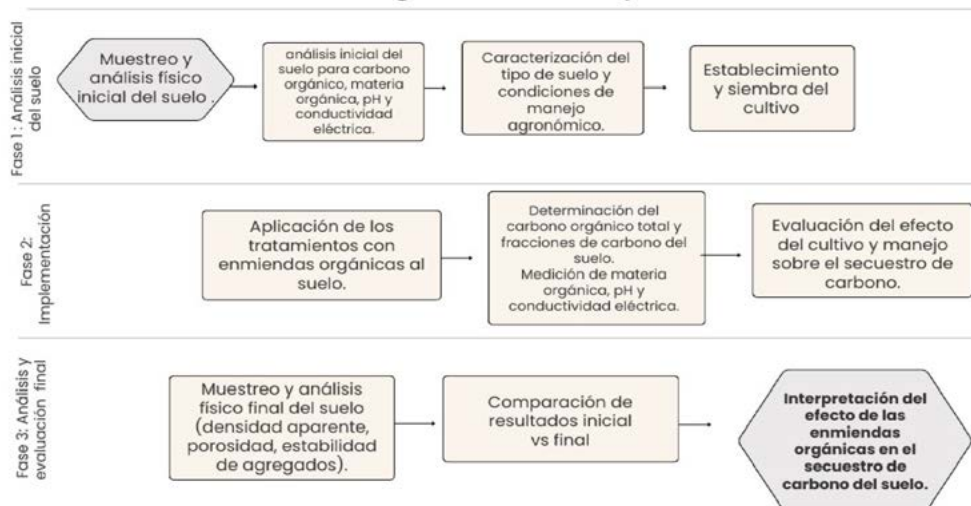 Fase 1 : Análisis inicial
del suelo
Muestreo y
análisis físico
inicial del suelo .
análisis inicial del
suelo para carbono
orgánico, materia
orgánica, pH y
conductividad
eléctrica.
Caracterización del
tipo de suelo y
condiciones de
manejo
agronómico.
Establecimiento
y siembra del
cultivo
Fase 2:
Implementación
Aplicación de los
tratamientos con
enmiendas orgánicas al
suelo.
Determinación del
carbono orgánico total y
fracciones de carbono del
suelo.
Medición de materia
orgánica, pH y
conductividad eléctrica.
Evaluación del efecto
del cultivo y manejo
sobre el secuestro de
carbono.
Fase 3: Análisis y
evaluación final
Muestreo y análisis
físico final del suelo
(densidad aparente,
porosidad, estabilidad
de agregados).
Comparación de
resultados inicial
vs final
Interpretación del
efecto de las
enmiendas
orgánicas en el
secuestro de
carbono del suelo.